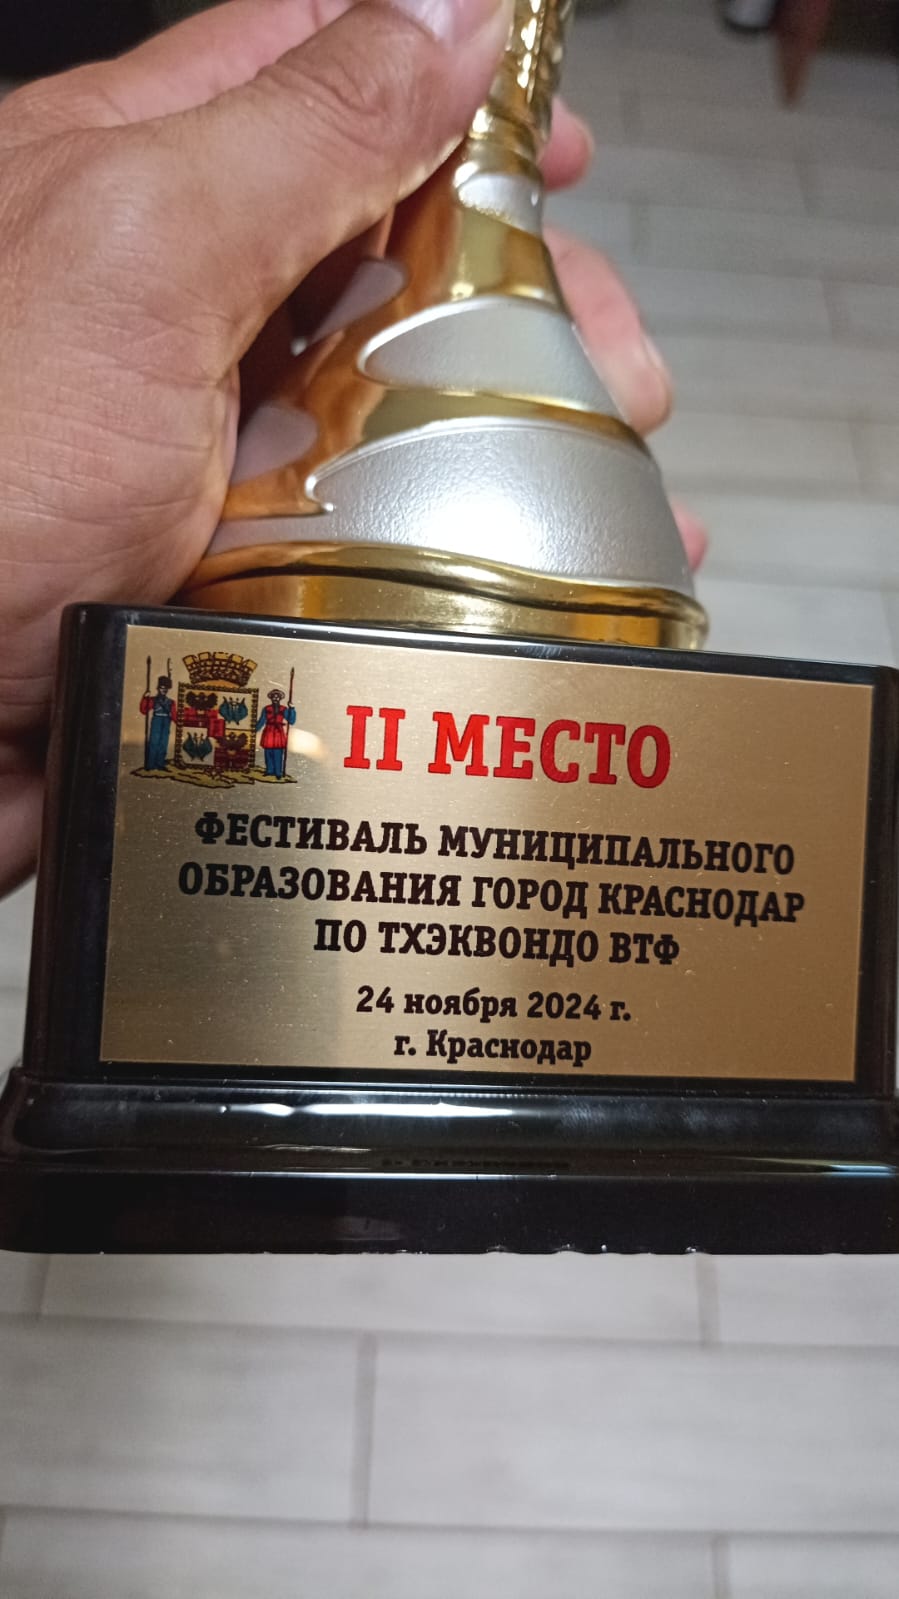 II МЕСТО
ФЕСТИВАЛЬ МУНИЦИПАЛЬНОГО
ОБРАЗОВАНИЯ ГОРОД КРАСНОДАР
ПО ТХЭКВОНДО ВТФ
24 ноября 2024 г.
г. Краснодар